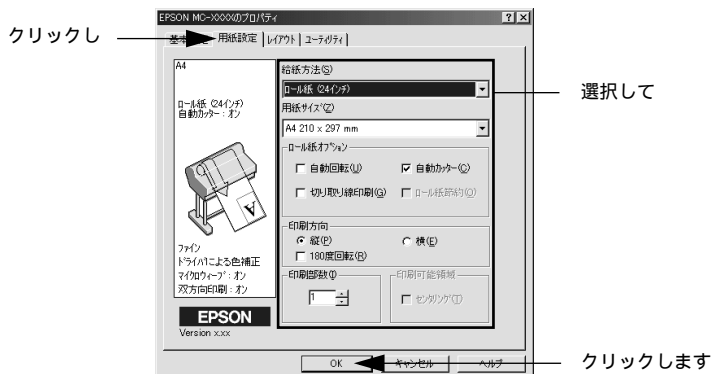 EPSON MC-XXXXのプロパティ
クリックし
用紙設定
レイアウト
ユーティリティ
A4
ロール紙 (24インチ)
自動カッター : オン
ファイン
ドライバによる色補正
マイクロウィーブ : オン
双方向印刷 : オン
EPSON
Version x.xx
給紙方法(S)
ロール紙 (24インチ)
選択して
用紙サイズ(Z)
A4 210 x 297 mm
ロール紙オプション
自動回転(U)
自動カッター(C)
切り取り線印刷(G)
ロール紙節約(O)
印刷方向
縦(P)
横(E)
180度回転(R)
印刷部数(I)
1
印刷可能領域
センタリング(T)
OK
キャンセル
ヘルプ
クリックします